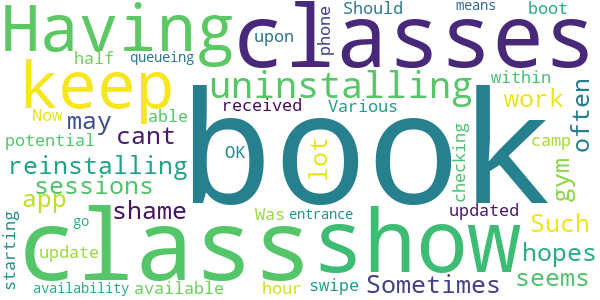 Having
classes
Should
means
boot
half
queueing
upon
phone
keep
uninstalling
within
Now
may
able
received
Various
work
often
book
potential
cant
OK
lot
checking
camp
reinstalling
sessions
gym
app
shame
updated
Such
starting
class
show
go
Was
entrance
hopes
update
seems
availability
available
hour
swipe
Sometimes